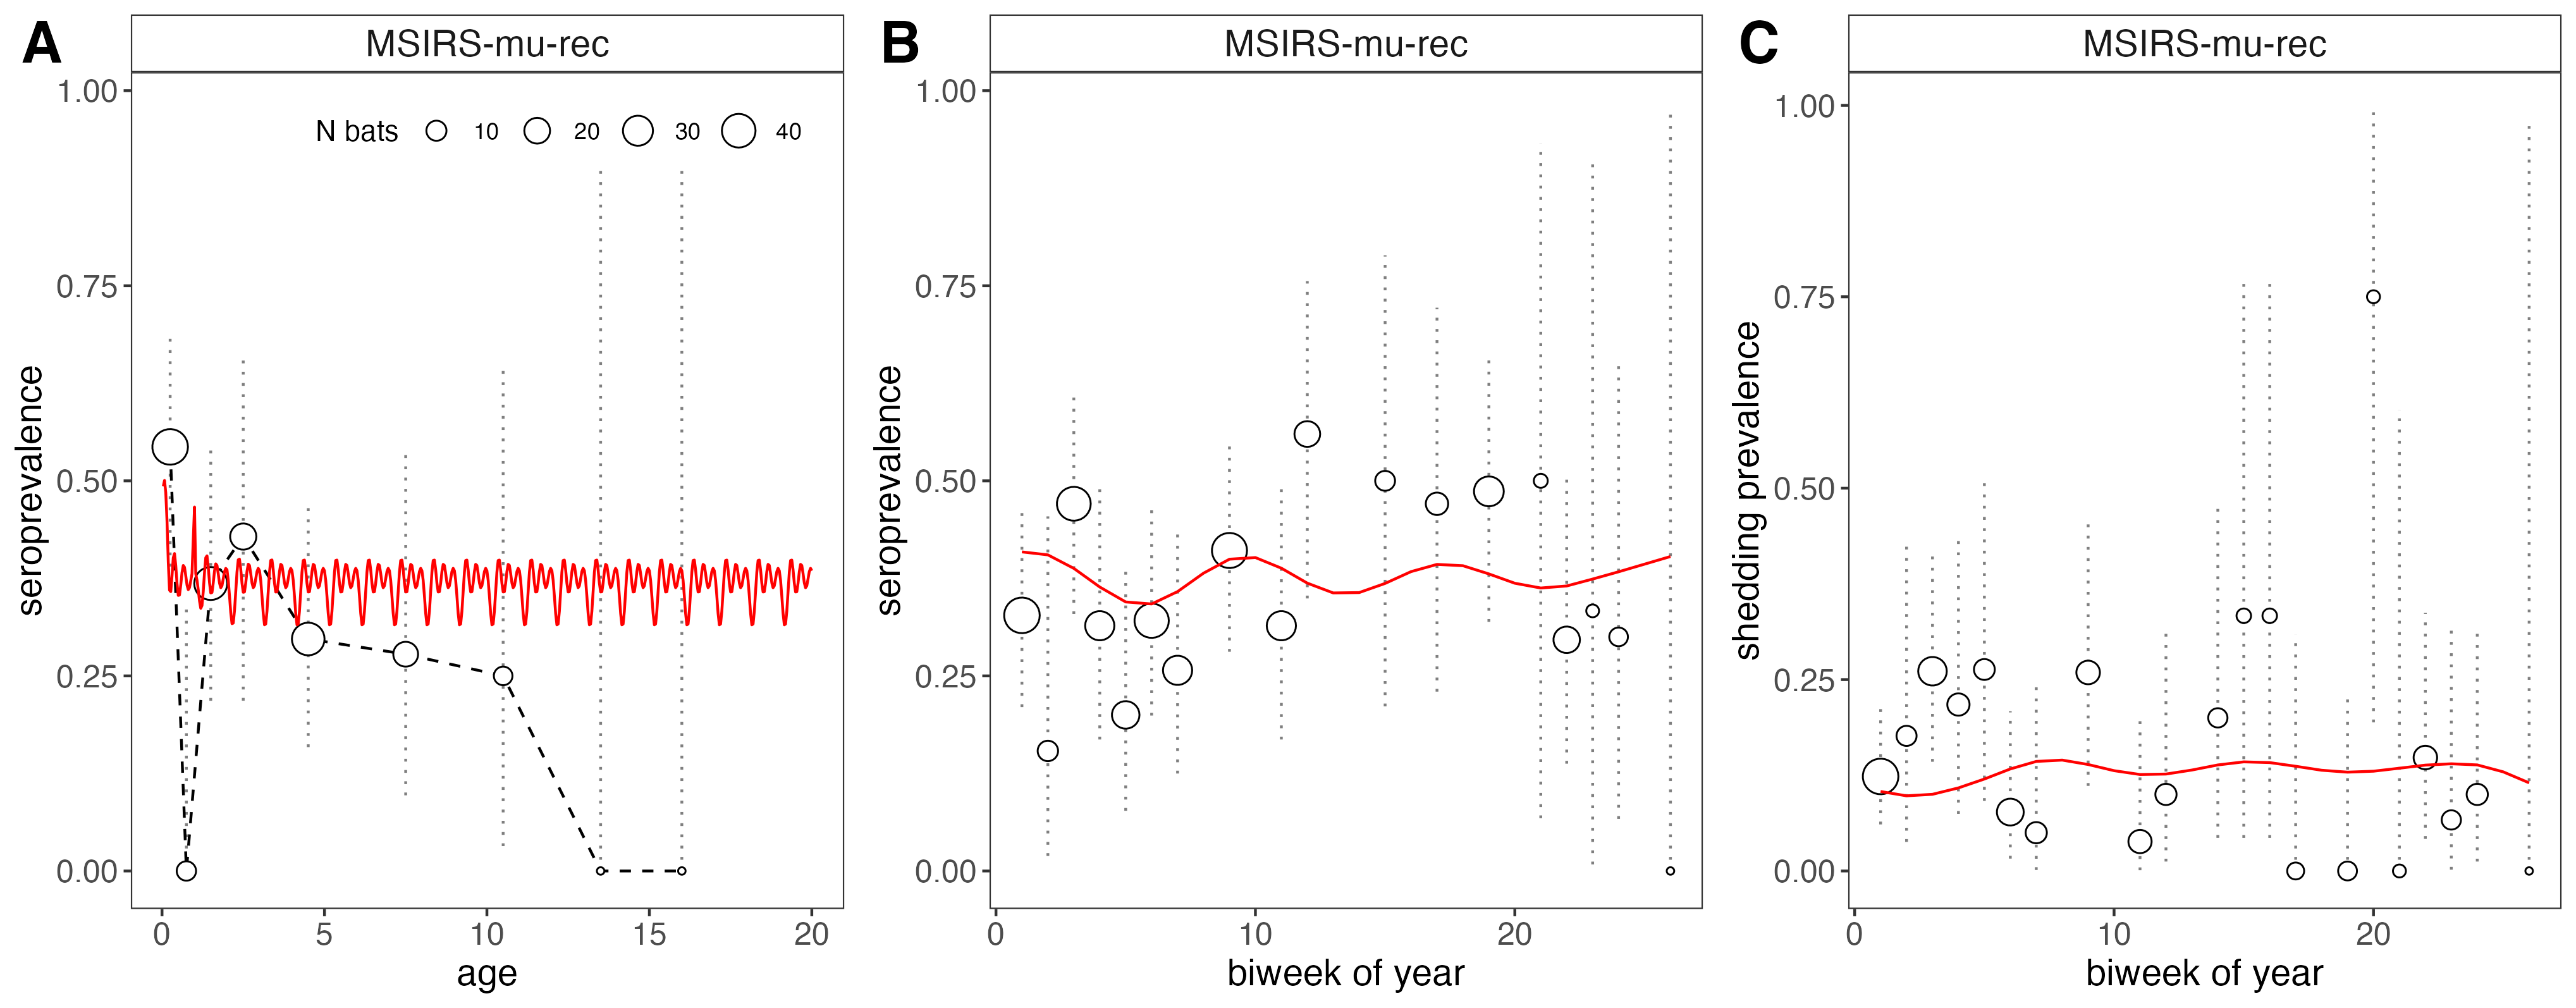 A
MSIRS-mu-rec
N bats 10 20 30 40
1.00
0.75
0.50
0.25
0.00
seroprevalence
0 5 10 15 20
age
B
MSIRS-mu-rec
1.00
0.75
0.50
0.25
0.00
seroprevalence
0 10 20
biweek of year
C
MSIRS-mu-rec
1.00
0.75
0.50
0.25
0.00
shedding prevalence
0 10 20
biweek of year